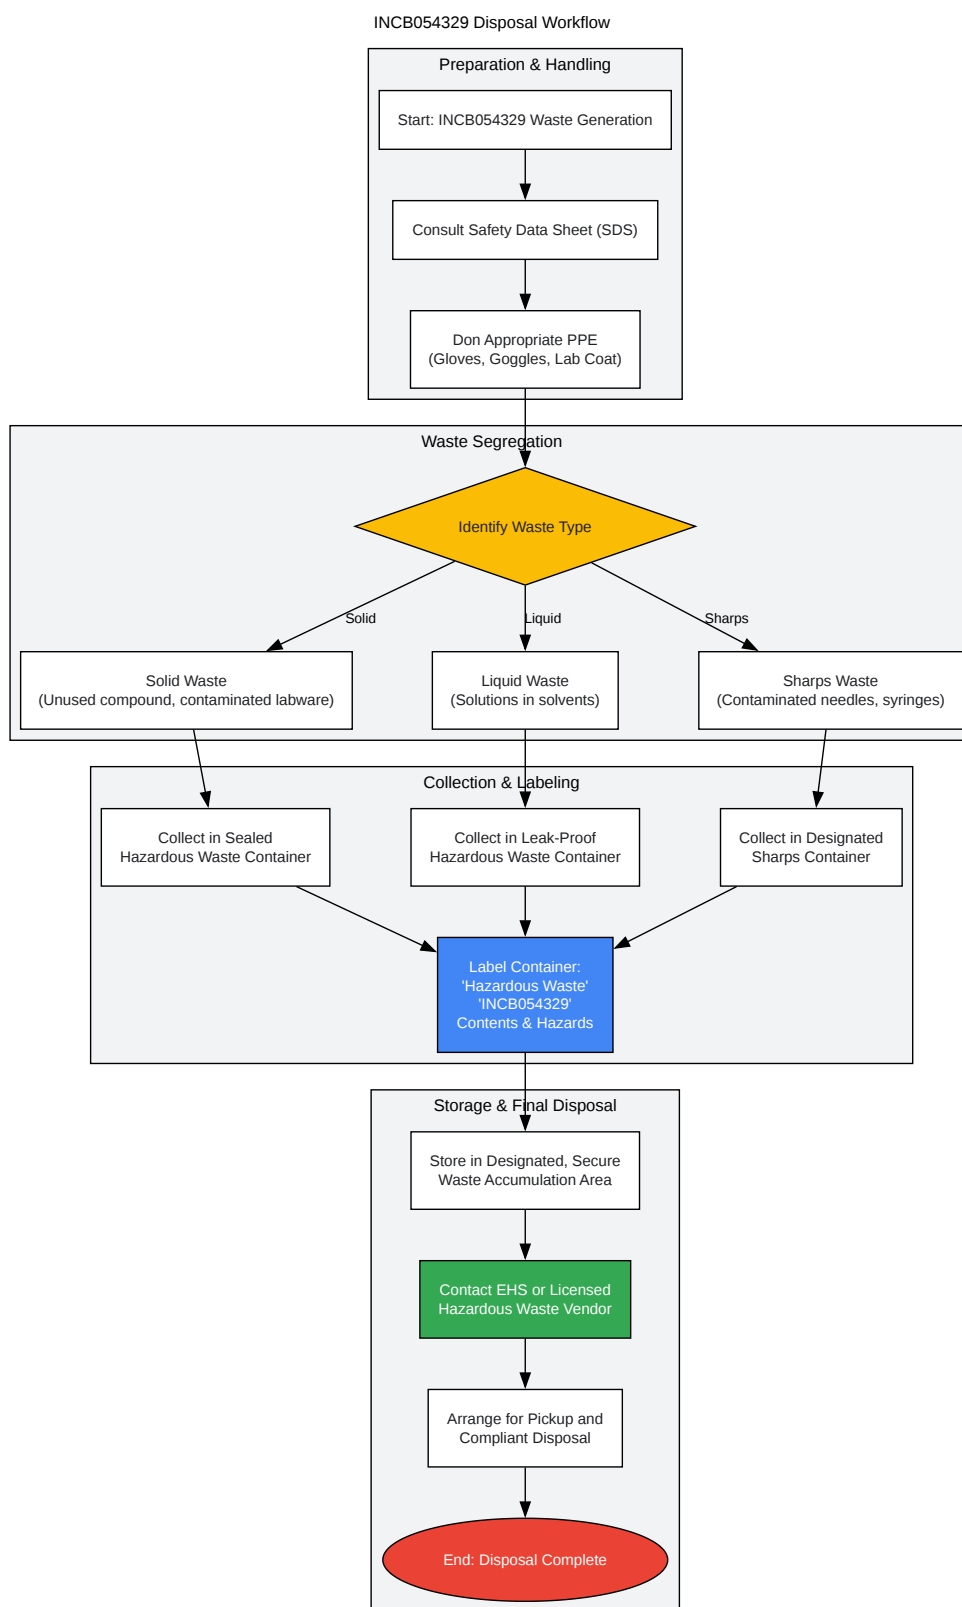 INCB054329 Disposal Workflow
Preparation & Handling
Start: INCB054329 Waste Generation
Consult Safety Data Sheet (SDS)
Don Appropriate PPE
(Gloves, Goggles, Lab Coat)
Waste Segregation
Identify Waste Type
Solid
Liquid
Sharps
Solid Waste
(Unused compound, contaminated labware)
Liquid Waste
(Solutions in solvents)
Sharps Waste
(Contaminated needles, syringes)
Collection & Labeling
Collect in Sealed
Hazardous Waste Container
Collect in Leak-Proof
Hazardous Waste Container
Collect in Designated
Sharps Container
Label Container:
'Hazardous Waste'
'INCB054329'
Contents & Hazards
Storage & Final Disposal
Store in Designated, Secure
Waste Accumulation Area
Contact EHS or Licensed
Hazardous Waste Vendor
Arrange for Pickup and
Compliant Disposal
End: Disposal Complete